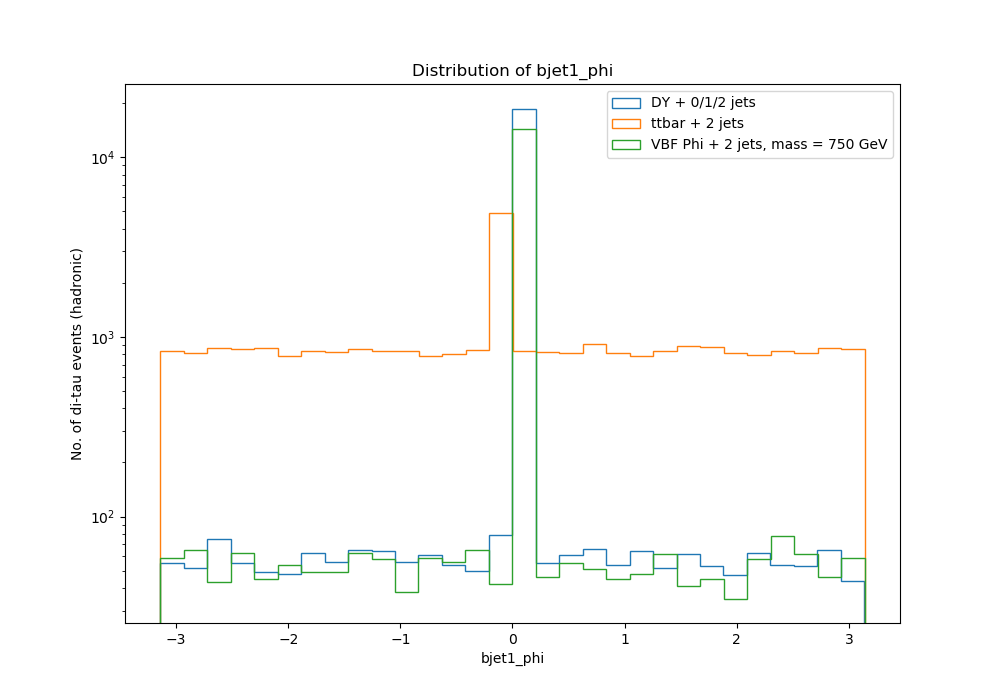 Distribution of bjet1_phi
DY + 0/1/2 jets
ttbar + 2 jets
VBF Phi + 2 jets, mass = 750 GeV
No. of di-tau events (hadronic)
10⁴
10³
10²
−3 −2 −1 0 1 2 3
bjet1_phi